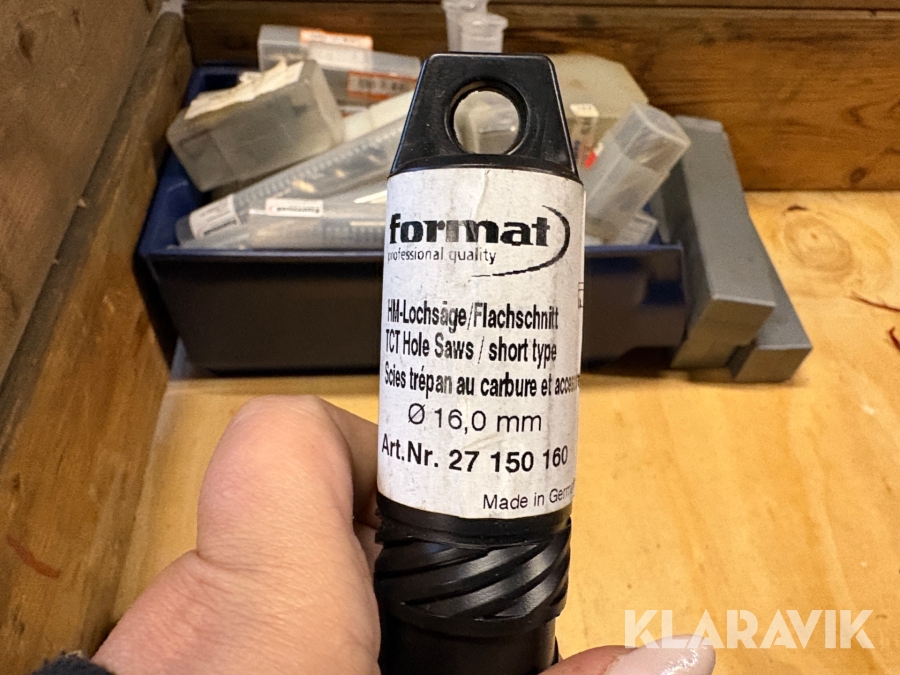 format
professional quality
HM-Lochsäge/Flachschnitt
TCT Hole Saws / short type
Scies trépan au carbure et
Ø 16,0 mm
Art.Nr. 27 150 160
Made in
KLARAVIK